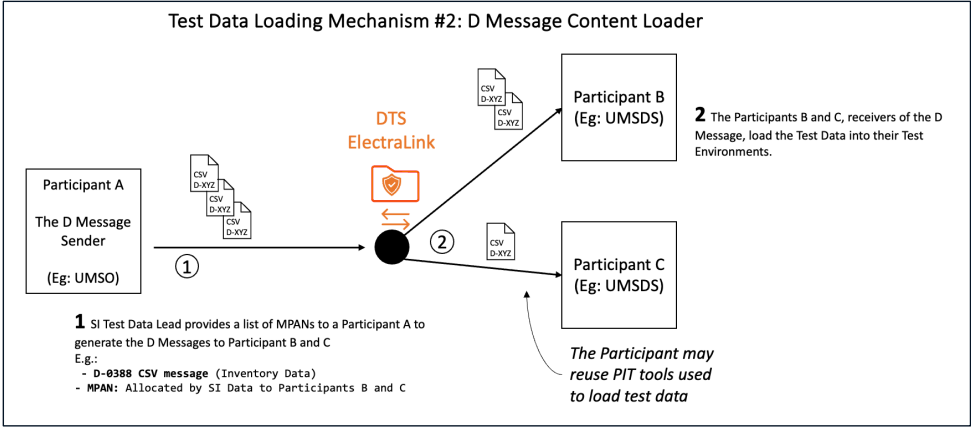 Test Data Loading Mechanism #2: D Message Content Loader
Participant A
The D Message
Sender
(Eg: UMSO)
CSV
D-XYZ
CSV
D-XYZ
CSV
D-XYZ
1
DTS
ElectraLink
2
CSV
D-XYZ
CSV
D-XYZ
CSV
D-XYZ
Participant B
(Eg: UMSDS)
Participant C
(Eg: UMSDS)
2 The Participants B and C, receivers of the D
Message, load the Test Data into their Test
Environments.
1 SI Test Data Lead provides a list of MPANs to a Participant A to
generate the D Messages to Participant B and C
E.g.:
- D-0388 CSV message (Inventory Data)
- MPAN: Allocated by SI Data to Participants B and C
The Participant may
reuse PIT tools used
to load test data